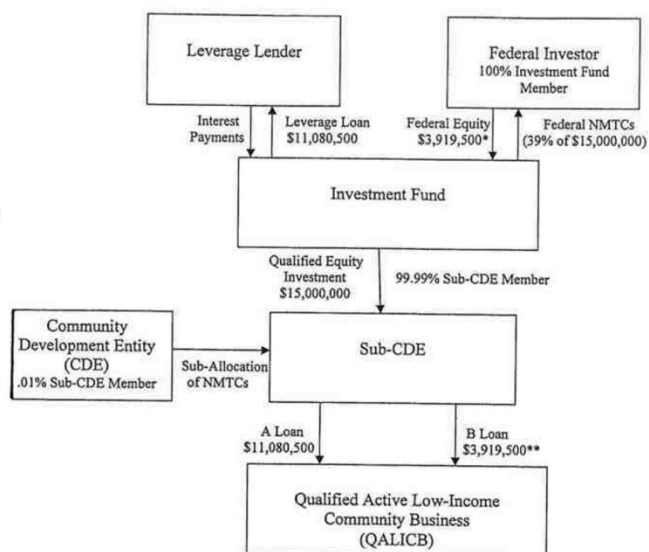 Leverage Lender
Federal Investor
100% Investment Fund
Member
Interest
Payments
Leverage Loan
$11,080,500
Federal Equity
$3,919,500*
Federal NMTCs
(39% of $15,000,000)
Investment Fund
Qualified Equity
Investment
$15,000,000
99.99% Sub-CDE Member
Community
Development Entity
(CDE)
.01% Sub-CDE Member
Sub-Allocation
of NMTCs
Sub-CDE
A Loan
$11,080,500
B Loan
$3,919,500**
Qualified Active Low-Income
Community Business
(QALICB)